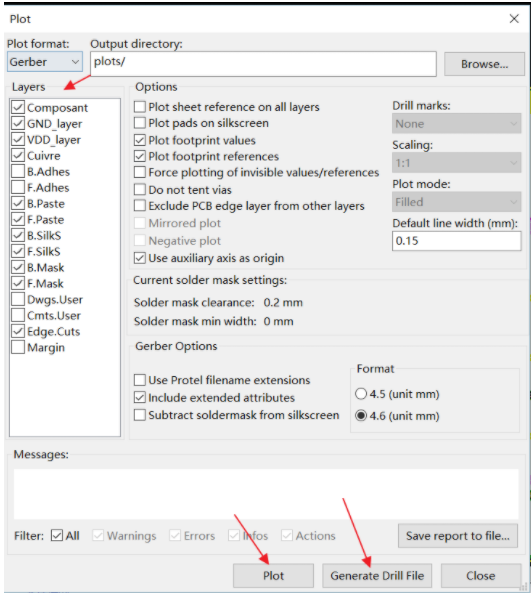 Plot
Plot format:
Output directory:
Gerber
plots/
Browse...
Layers
Composant
GND_layer
VDD_layer
Cuivre
B.Adhes
F.Adhes
B.Paste
F.Paste
B.SilkS
F.SilkS
B.Mask
F.Mask
Dwgs.User
Cmts.User
Edge.Cuts
Margin
Options
Plot sheet reference on all layers
Plot pads on silkscreen
Plot footprint values
Plot footprint references
Force plotting of invisible values/references
Do not tent vias
Exclude PCB edge layer from other layers
Mirrored plot
Negative plot
Use auxiliary axis as origin
Drill marks:
None
Scaling:
1:1
Plot mode:
Filled
Default line width (mm):
0.15
Current solder mask settings:
Solder mask clearance: 0.2 mm
Solder mask min width: 0 mm
Gerber Options
Use Protel filename extensions
Include extended attributes
Subtract soldermask from silkscreen
Format
4.5 (unit mm)
4.6 (unit mm)
Messages:
Filter: All Warnings Errors Infos Actions
Save report to file...
Plot
Generate Drill File
Close